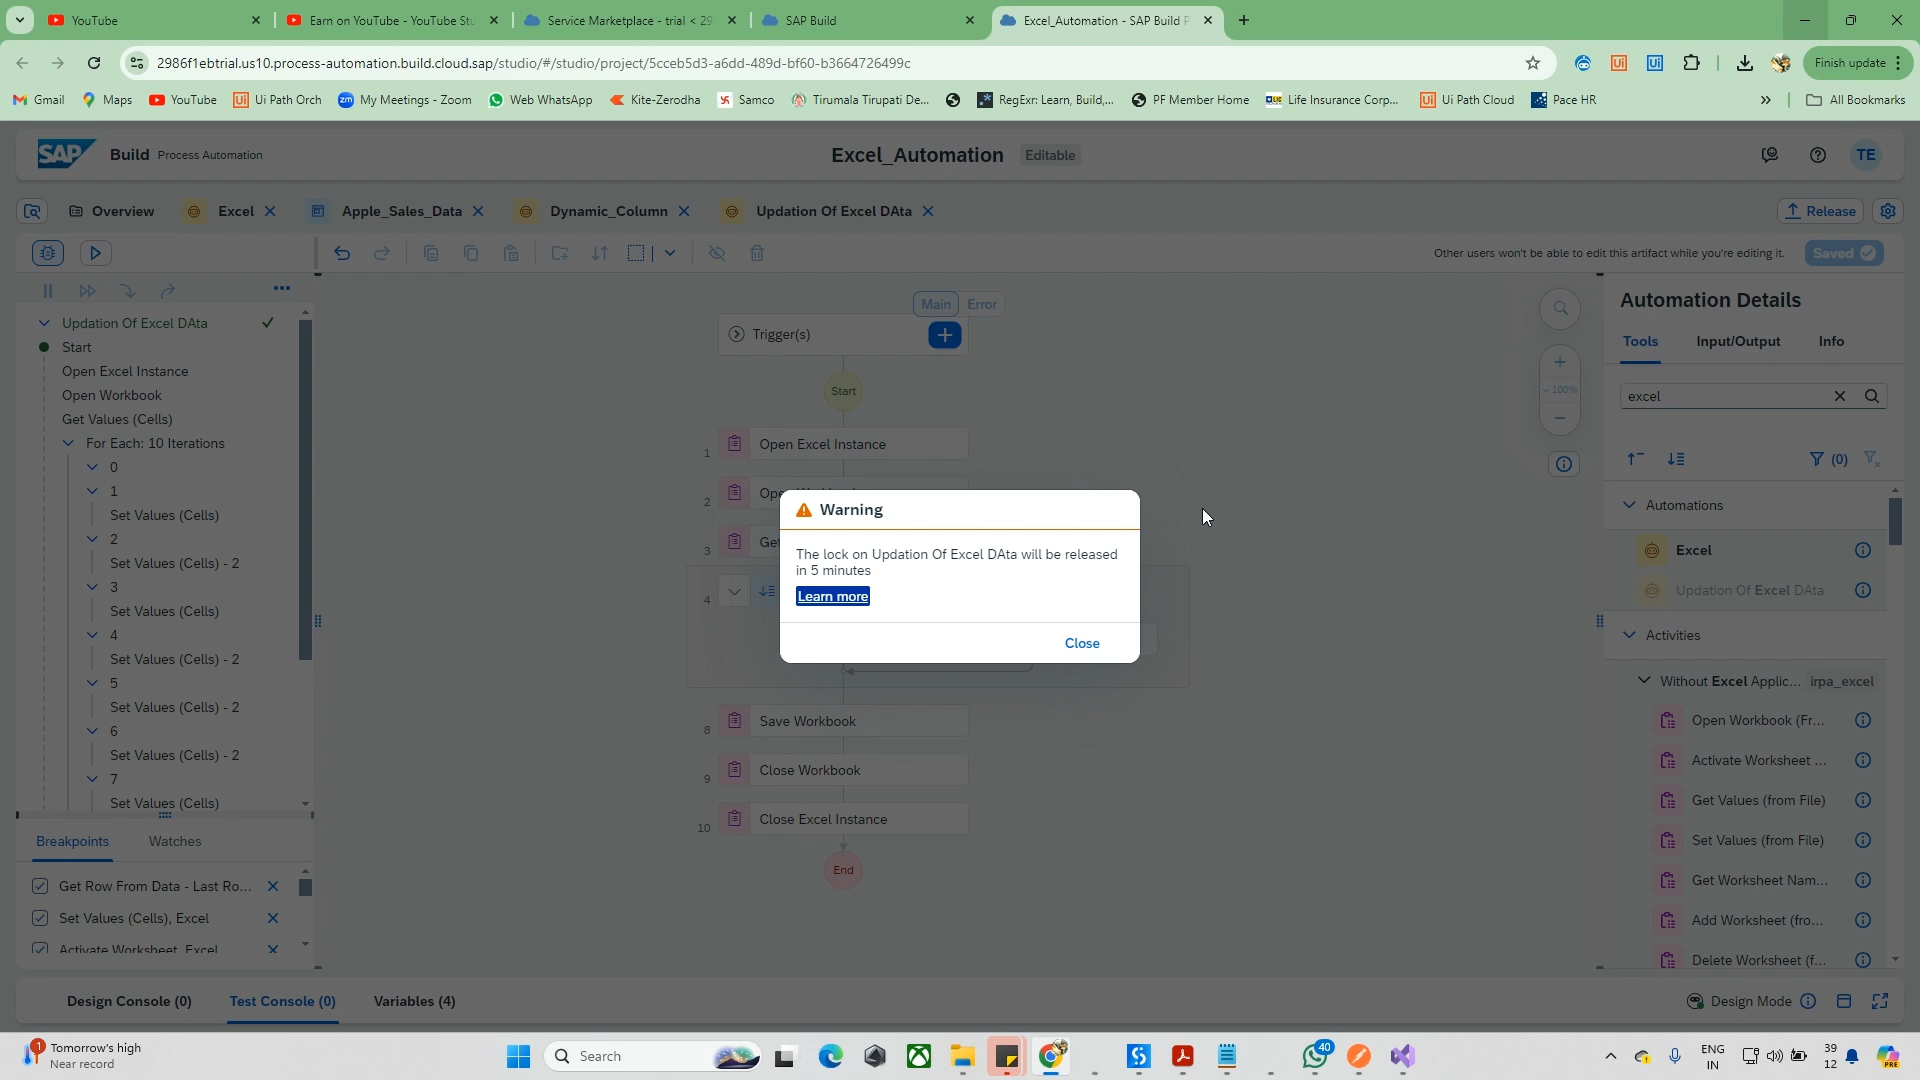 YouTube
Earn on YouTube - YouTube Stu
Service Marketplace - trial < 29
SAP Build
Excel_Automation - SAP Build P
2986f1ebtrial.us10.process-automation.build.cloud.sap/studio/#/studio/project/5cceb5d3-a6dd-489d-bf60-b3664726499c
Finish update
Gmail
Maps
YouTube
Ui Path Orch
My Meetings - Zoom
Web WhatsApp
Kite-Zerodha
Samco
Tirumala Tirupati De...
RegExr: Learn, Build,...
PF Member Home
Life Insurance Corp...
Ui Path Cloud
Pace HR
All Bookmarks
SAP Build Process Automation
Excel_Automation Editable
TE
Overview
Excel
Apple_Sales_Data
Dynamic_Column
Updation Of Excel DAta
Release
Other users won't be able to edit this artifact while you're editing it.
Saved
Updation Of Excel DAta
Start
Open Excel Instance
Open Workbook
Get Values (Cells)
For Each: 10 Iterations
0
1
Set Values (Cells)
2
Set Values (Cells) - 2
3
Set Values (Cells)
4
Set Values (Cells) - 2
5
Set Values (Cells) - 2
6
Set Values (Cells) - 2
7
Set Values (Cells)
Breakpoints
Watches
Get Row From Data - Last Ro...
Set Values (Cells), Excel
Activate Worksheet, Excel
Main
Error
Trigger(s)
Start
1 Open Excel Instance
2
3
4
8 Save Workbook
9 Close Workbook
10 Close Excel Instance
End
Warning
The lock on Updation Of Excel DAta will be released
in 5 minutes
Learn more
Close
100%
Automation Details
Tools
Input/Output
Info
excel
(0)
Automations
Excel
Updation Of Excel DAta
Activities
Without Excel Applic... irpa_excel
Open Workbook (Fr...
Activate Worksheet ...
Get Values (from File)
Set Values (from File)
Get Worksheet Nam...
Add Worksheet (fro...
Delete Worksheet (f...
Design Console (0)
Test Console (0)
Variables (4)
Design Mode
1
Tomorrow's high
Near record
Search
40
ENG
IN
39
12
PRE